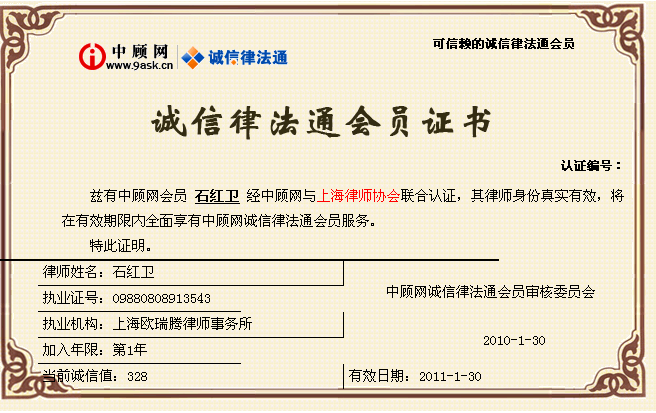 中顾网
www.9ask.cn
诚信律法通
可信赖的诚信律法通会员
诚信律法通会员证书
认证编号：
兹有中顾网会员 石红卫 经中顾网与上海律师协会联合认证，其律师身份真实有效，将
在有效期限内全面享有中顾网诚信律法通会员服务。
特此证明。
律师姓名：石红卫
执业证号：09880808913543
执业机构：上海欧瑞腾律师事务所
加入年限：第1年
当前诚信值：328
中顾网诚信律法通会员审核委员会
2010-1-30
有效日期：2011-1-30